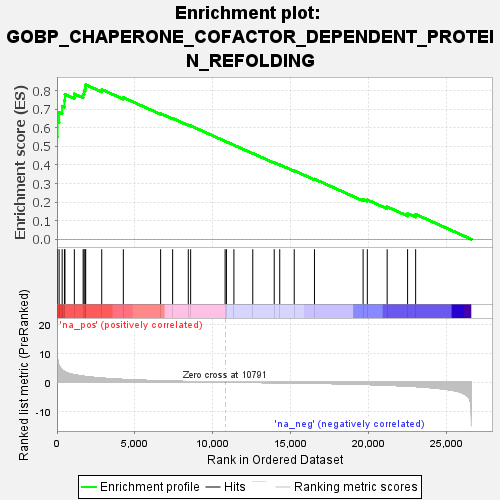 Enrichment plot:
GOBP_CHAPERONE_COFACTOR_DEPENDENT_PROTEI
N_REFOLDING
Enrichment score (ES)
0.8
0.7
0.6
0.5
0.4
0.3
0.2
0.1
0.0
'na_pos' (positively correlated)
Ranked list metric (PreRanked)
20
10
0
-10
Zero cross at 10791
'na_neg' (negatively correlated)
0 5,000 10,000 15,000 20,000 25,000
Rank in Ordered Dataset
Enrichment profile Hits Ranking metric scores